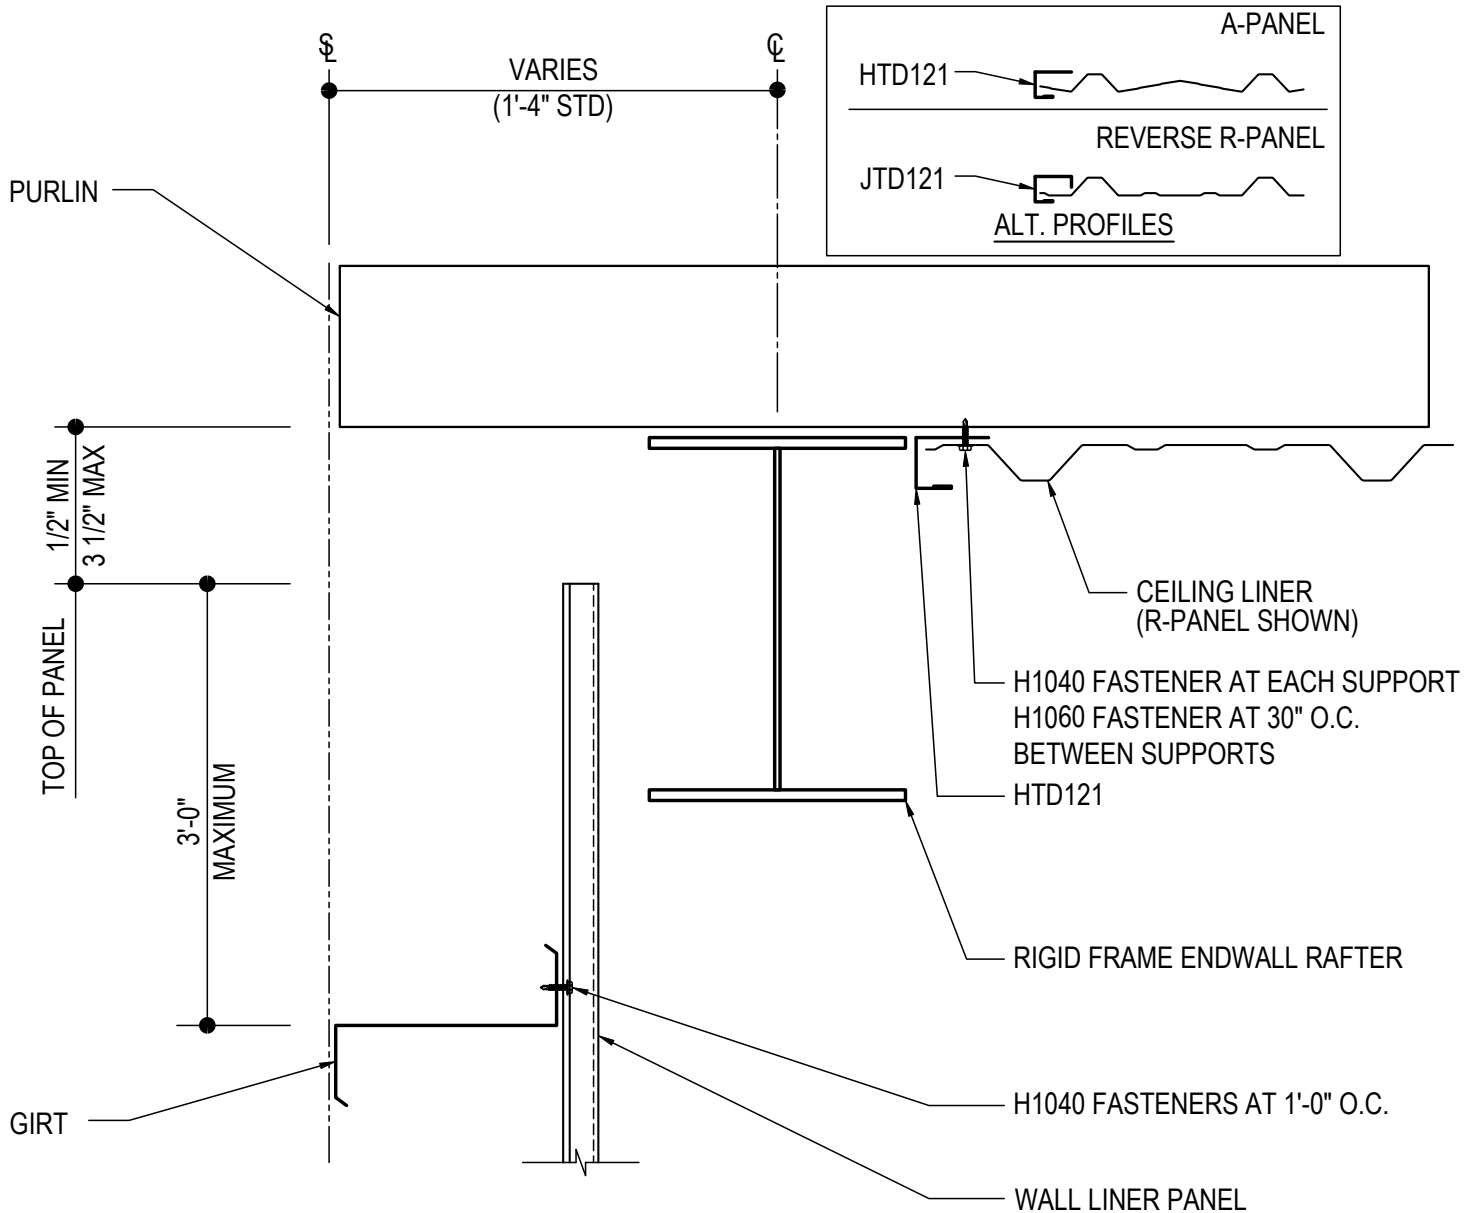 A-PANEL
HTD121
REVERSE R-PANEL
JTD121
ALT. PROFILES
VARIES
(1'-4" STD)
PURLIN
1/2" MIN
3 1/2" MAX
TOP OF PANEL
3'-0"
MAXIMUM
CEILING LINER
(R-PANEL SHOWN)
H1040 FASTENER AT EACH SUPPORT
H1060 FASTENER AT 30" O.C.
BETWEEN SUPPORTS
HTD121
RIGID FRAME ENDWALL RAFTER
H1040 FASTENERS AT 1'-0" O.C.
GIRT
WALL LINER PANEL